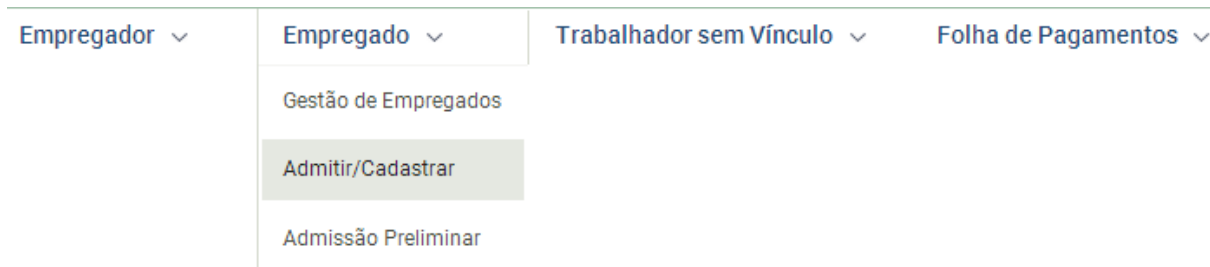 Empregador Empregado Trabalhador sem Vínculo Folha de Pagamentos
Gestão de Empregados
Admitir/Cadastrar
Admissão Preliminar